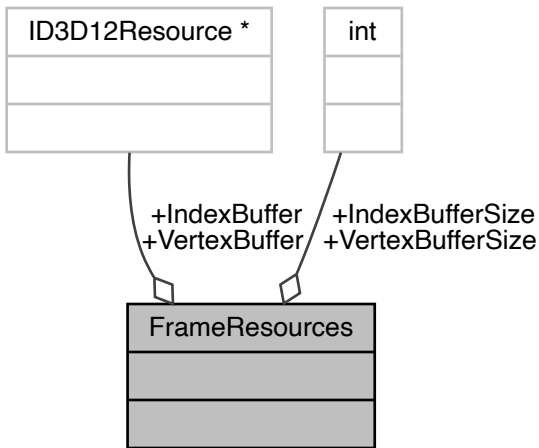 ID3D12Resource *
int
+IndexBuffer
+VertexBuffer
+IndexBufferSize
+VertexBufferSize
FrameResources